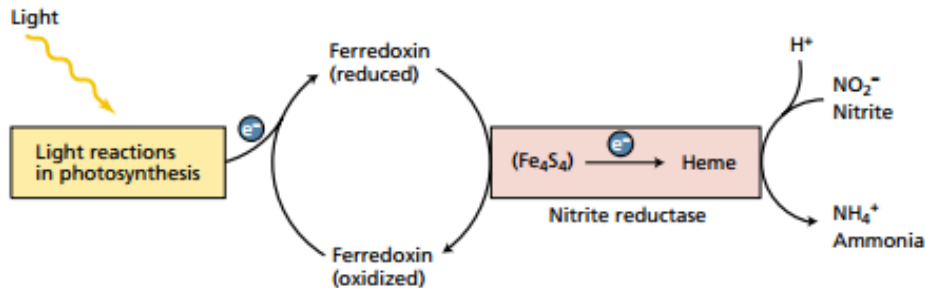 Light
Light reactions
in photosynthesis
e–
Ferredoxin
(reduced)
Ferredoxin
(oxidized)
(Fe₄S₄)
e–
Heme
Nitrite reductase
H⁺
NO₂⁻
Nitrite
NH₄⁺
Ammonia